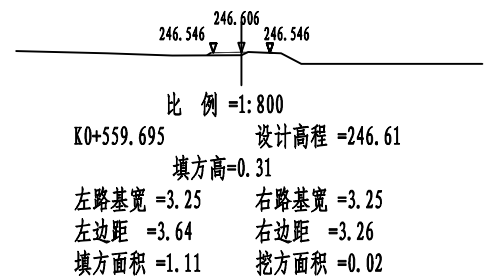 246.606
246.546 246.546
比 例 =1:800
K0+559.695 设计高程 =246.61
填方高=0.31
左路基宽 =3.25 右路基宽 =3.25
左边距 =3.64 右边距 =3.26
填方面积 =1.11 挖方面积 =0.02